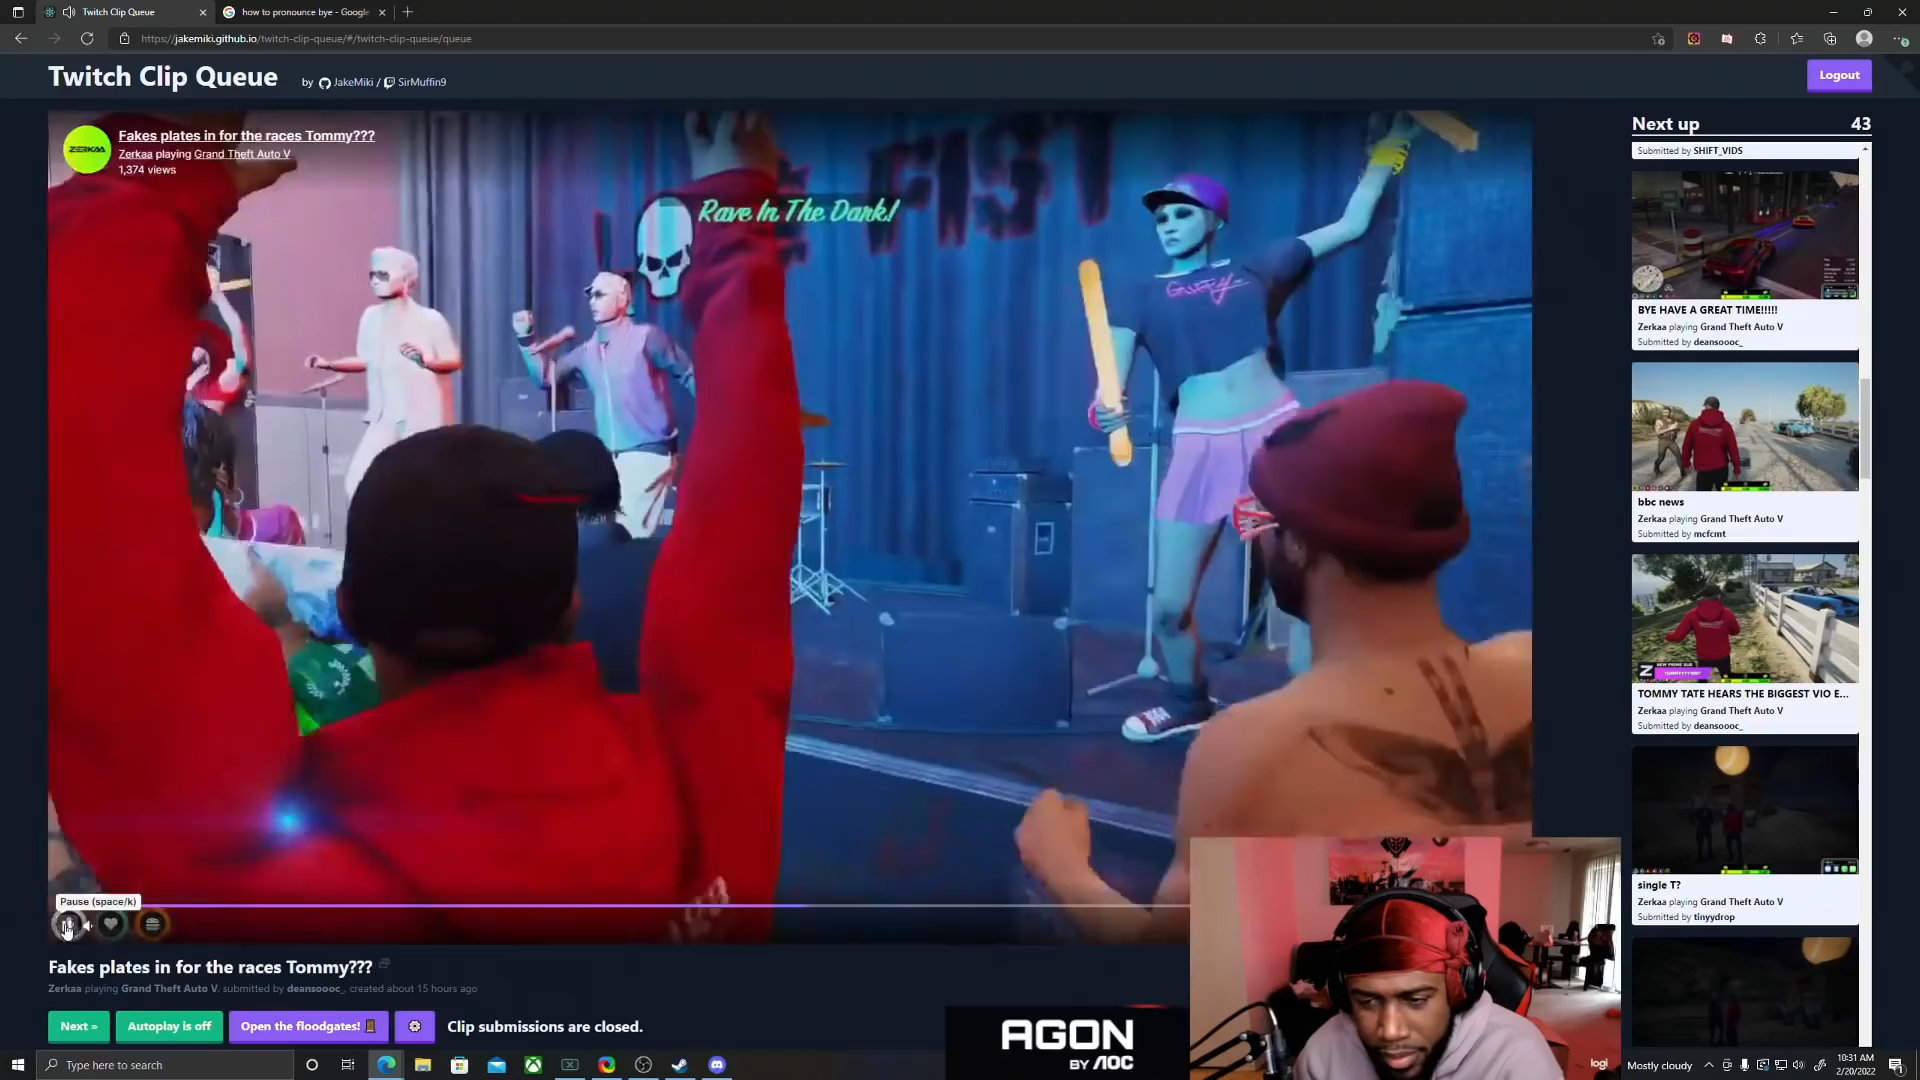 Twitch Clip Queue
how to pronounce bye - Google
https://jakemiki.github.io/twitch-clip-queue/#/twitch-clip-queue/queue
Twitch Clip Queue
by JakeMiki / SirMuffin9
Logout
ZERKAA
Fakes plates in for the races Tommy???
Zerkaa playing Grand Theft Auto V
1,374 views
FIST
Rave In The Dark!
Guffy
Pause (space/k)
Fakes plates in for the races Tommy???
Zerkaa playing Grand Theft Auto V, submitted by deansoooc_, created about 15 hours ago
Next »
Autoplay is off
Open the floodgates!
Clip submissions are closed.
Next up 43
Submitted by SHIFT_VIDS
BYE HAVE A GREAT TIME!!!!!
Zerkaa playing Grand Theft Auto V
Submitted by deansoooc_
bbc news
Zerkaa playing Grand Theft Auto V
Submitted by mcfcmt
Z NEW PRIME SUB
TOMMY TATE HEARS THE BIGGEST VIO E...
Zerkaa playing Grand Theft Auto V
Submitted by deansoooc_
single T?
Zerkaa playing Grand Theft Auto V
Submitted by tinyydrop
AGON
BY AOC
logi
Type here to search
Mostly cloudy
10:31 AM
2/20/2022